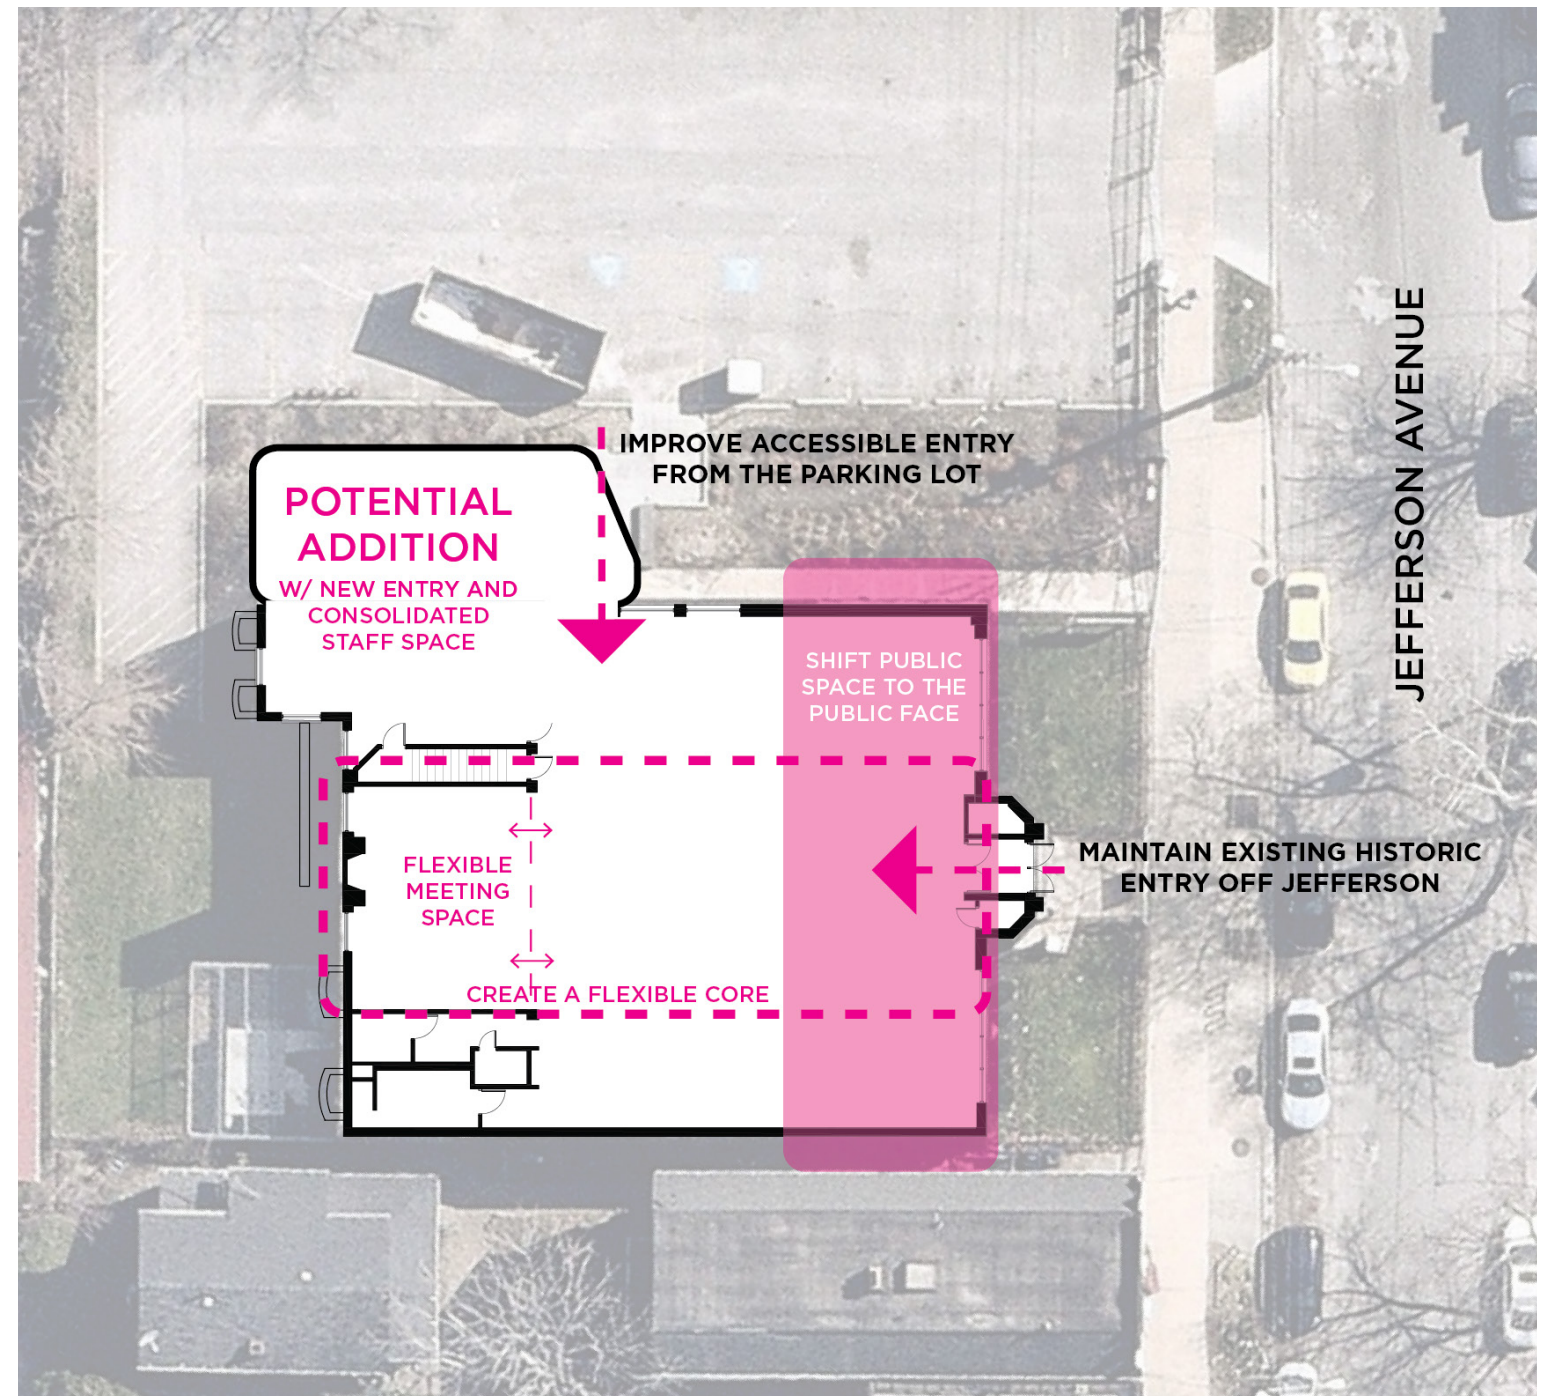 IMPROVE ACCESSIBLE ENTRY
FROM THE PARKING LOT
POTENTIAL
ADDITION
W/ NEW ENTRY AND
CONSOLIDATED
STAFF SPACE
SHIFT PUBLIC
SPACE TO THE
PUBLIC FACE
JEFFERSON AVENUE
FLEXIBLE
MEETING
SPACE
MAINTAIN EXISTING HISTORIC
ENTRY OFF JEFFERSON
CREATE A FLEXIBLE CORE